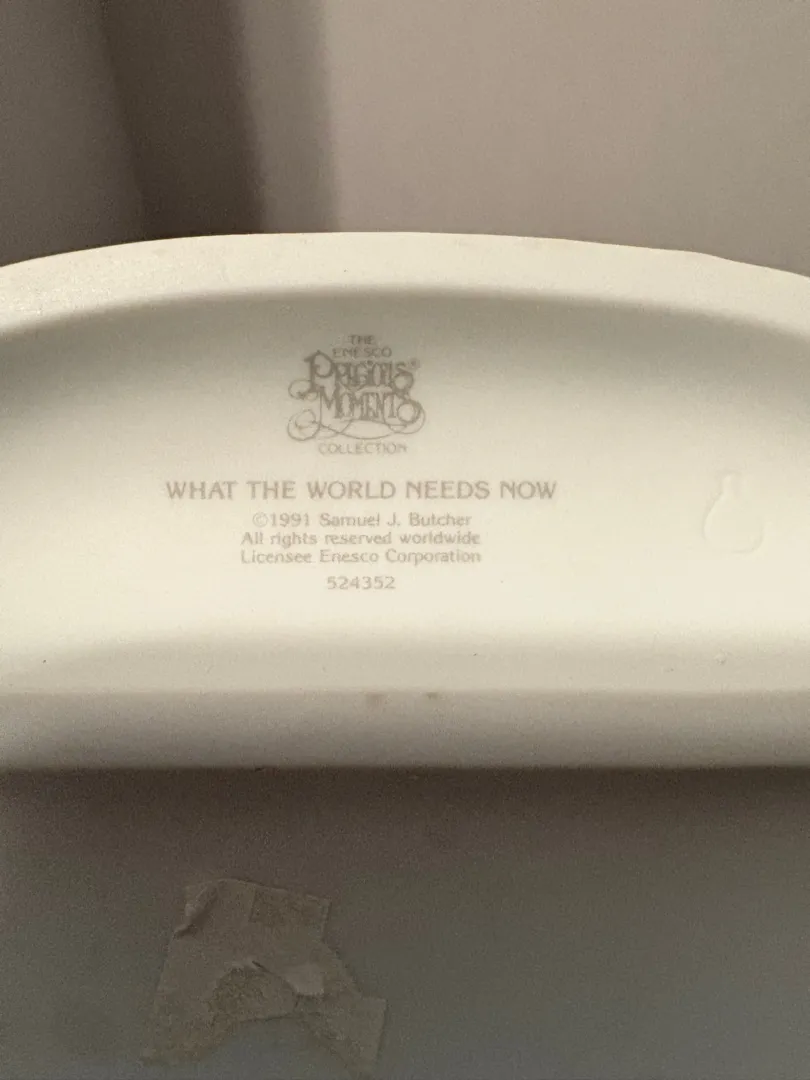 THE
ENESCO
PRECIOUS®
MOMENTS
COLLECTION
WHAT THE WORLD NEEDS NOW
©1991 Samuel J. Butcher
All rights reserved worldwide
Licensee Enesco Corporation
524352